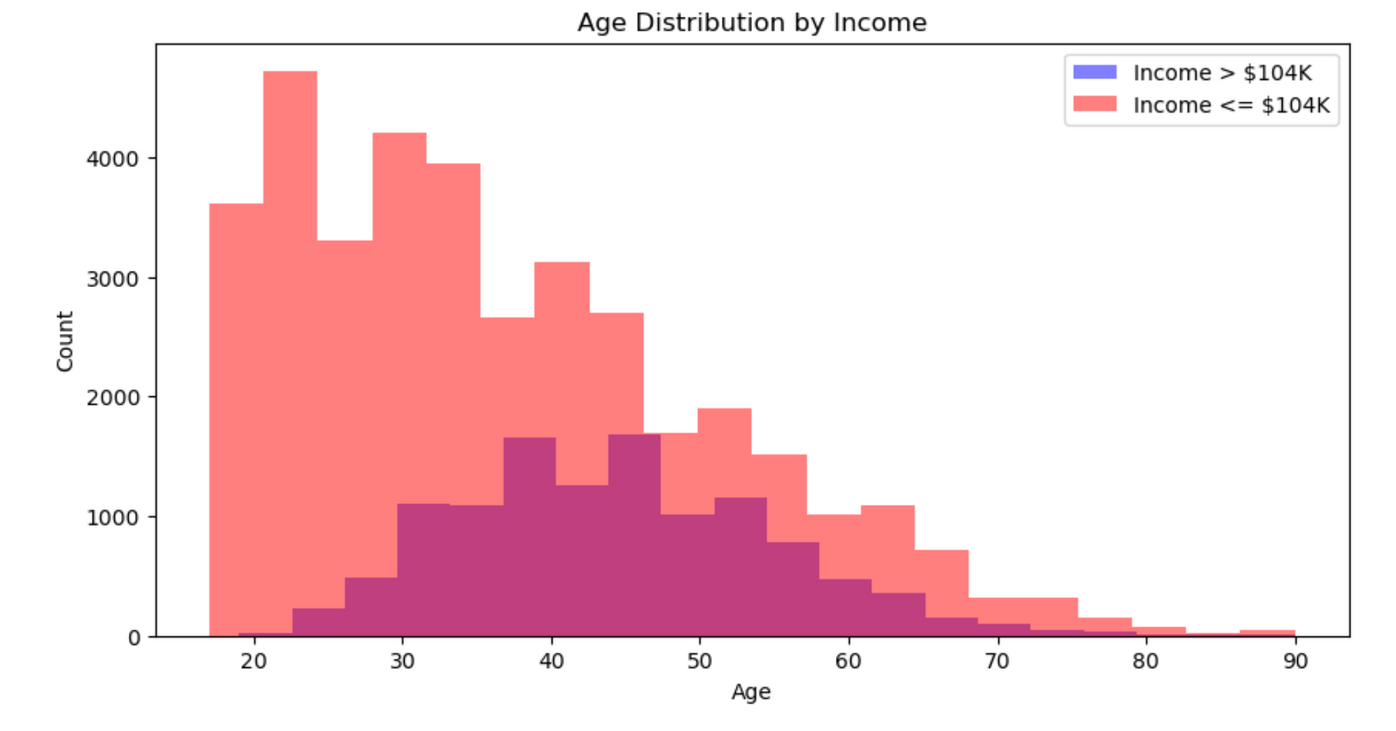 Age Distribution by Income
Income > $104K
Income <= $104K
4000
3000
2000
1000
0
Count
20 30 40 50 60 70 80 90
Age